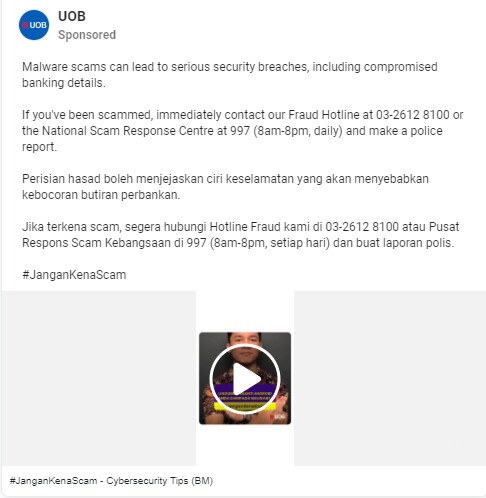 UOB
UOB
Sponsored
Malware scams can lead to serious security breaches, including compromised
banking details.
If you've been scammed, immediately contact our Fraud Hotline at 03-2612 8100 or
the National Scam Response Centre at 997 (8am-8pm, daily) and make a police
report.
Perisian hasad boleh menjejaskan ciri keselamatan yang akan menyebabkan
kebocoran butiran perbankan.
Jika terkena scam, segera hubungi Hotline Fraud kami di 03-2612 8100 atau Pusat
Respons Scam Kebangsaan di 997 (8am-8pm, setiap hari) dan buat laporan polis.
#JanganKenaScam
UOB
#JanganKenaScam - Cybersecurity Tips (BM)